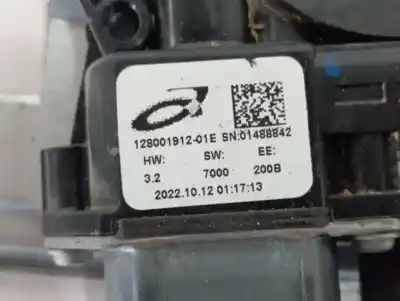 128001912-01E SN:01488842
HW: SW: EE:
3.2 7000 200B
2022.10.12 01:17:13